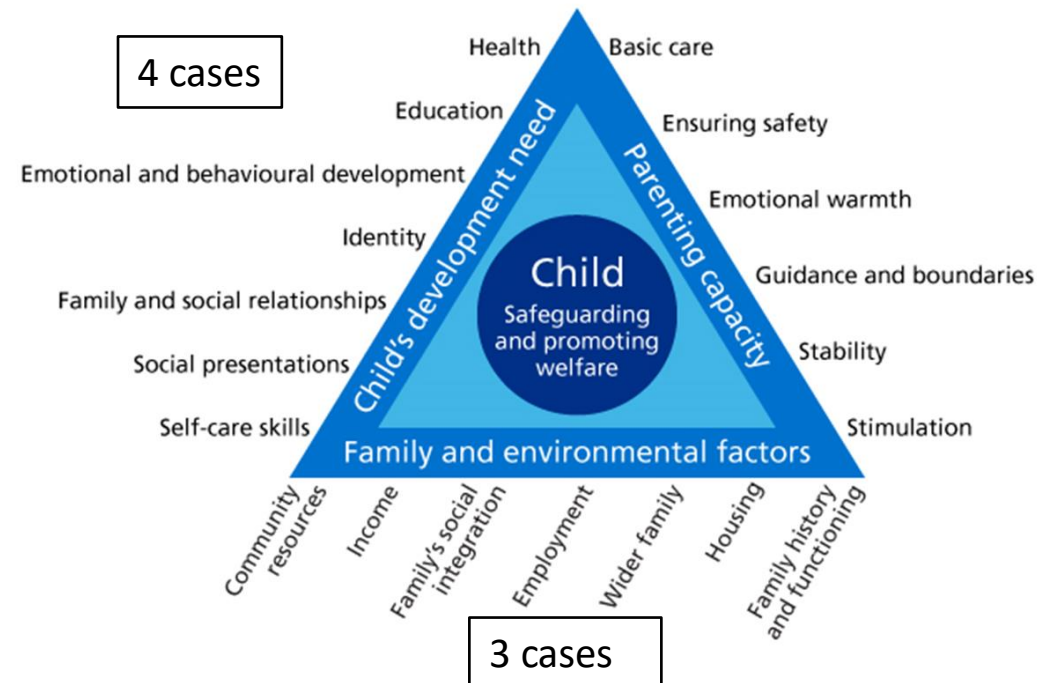 4 cases
Health
Education
Emotional and behavioural development
Identity
Family and social relationships
Social presentations
Self-care skills
Child's development need
Basic care
Ensuring safety
Emotional warmth
Guidance and boundaries
Stability
Stimulation
Parenting capacity
Child
Safeguarding
and promoting
welfare
Family and environmental factors
Community
resources
Income
Family's social
integration
Employment
Wider family
Housing
Family history
and functioning
3 cases